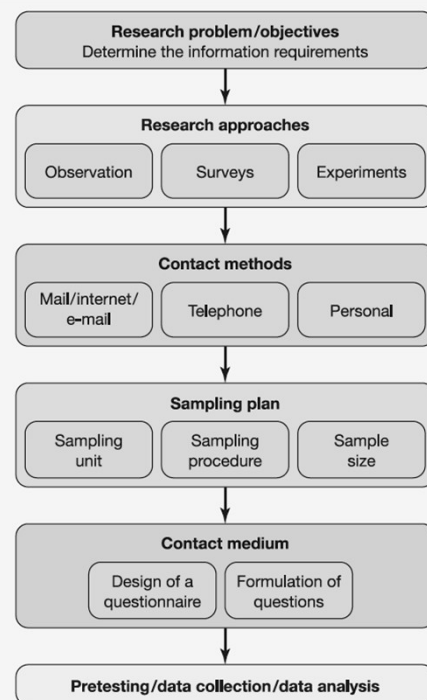 Research problem/objectives
Determine the information requirements
Research approaches
Observation
Surveys
Experiments
Contact methods
Mail/internet/
e-mail
Telephone
Personal
Sampling plan
Sampling
unit
Sampling
procedure
Sample
size
Contact medium
Design of a
questionnaire
Formulation of
questions
Pretesting/data collection/data analysis